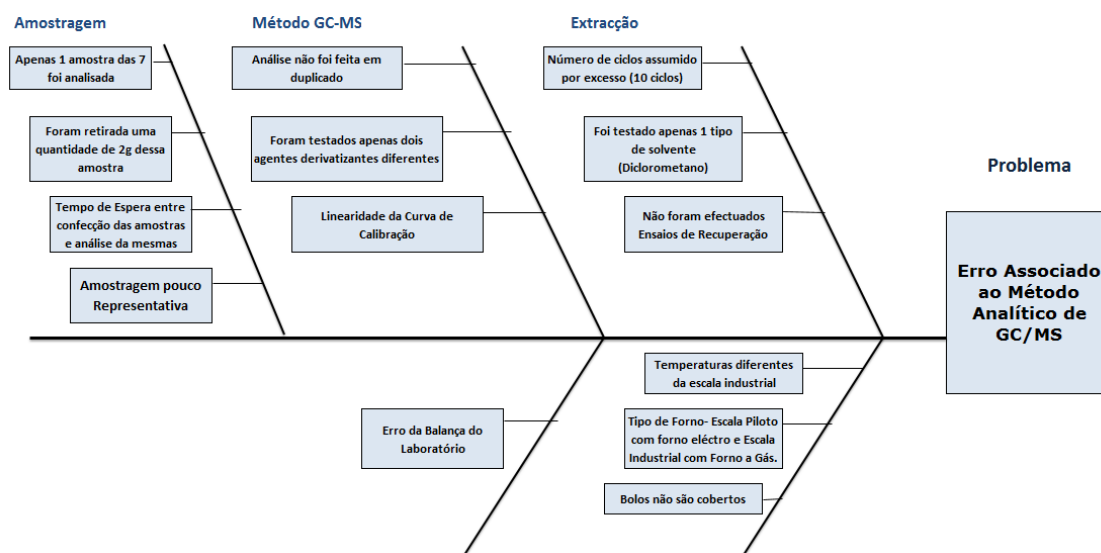 Amostragem
Apenas 1 amostra das 7
foi analisada
Foram retirada uma
quantidade de 2g dessa
amostra
Tempo de Espera entre
confecção das amostras
e análise da mesmas
Amostragem pouco
Representativa
Método GC-MS
Análise não foi feita em
duplicado
Foram testados apenas dois
agentes derivatizantes diferentes
Linearidade da Curva de
Calibração
Extracção
Número de ciclos assumido
por excesso (10 ciclos)
Foi testado apenas 1 tipo
de solvente
(Diclorometano)
Não foram efectuados
Ensaios de Recuperação
Problema
Erro Associado
ao Método
Analítico de
GC/MS
Erro da Balança do
Laboratório
Temperaturas diferentes
da escala industrial
Tipo de Forno- Escala Piloto
com forno eléctro e Escala
Industrial com Forno a Gás.
Bolos não são cobertos